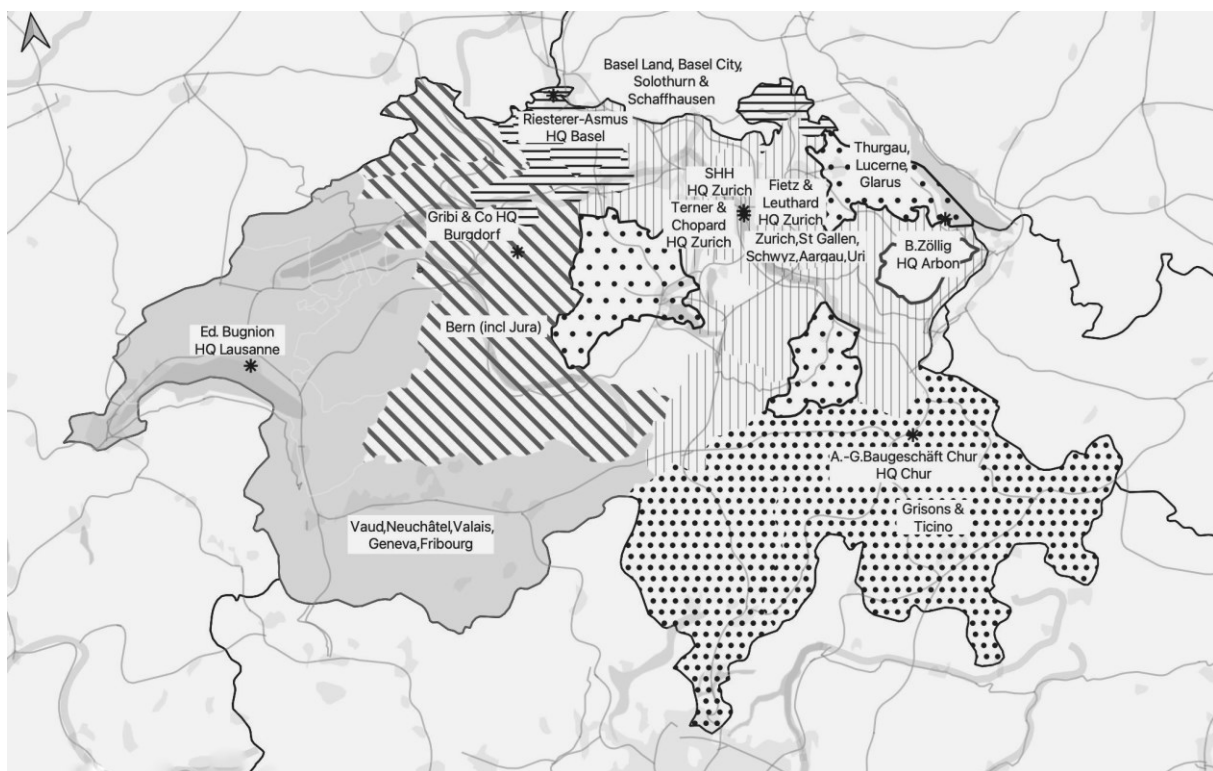 Basel Land, Basel City,
Solothurn &
Schaffhausen
Riesterer-Asmus
HQ Basel
Thurgau,
Lucerne,
Glarus
SHH
HQ Zurich
Terner &
Chopard
HQ Zurich
Fietz &
Leuthard
HQ Zurich
Zurich,St Gallen,
Schwyz,Aargau,Uri
Gribi & Co HQ
Burgdorf
B.Zöllig
HQ Arbon
Ed. Bugnion
HQ Lausanne
Bern (incl Jura)
A.-G.Baugeschäft Chur
HQ Chur
Grisons &
Ticino
Vaud,Neuchâtel,Valais,
Geneva,Fribourg